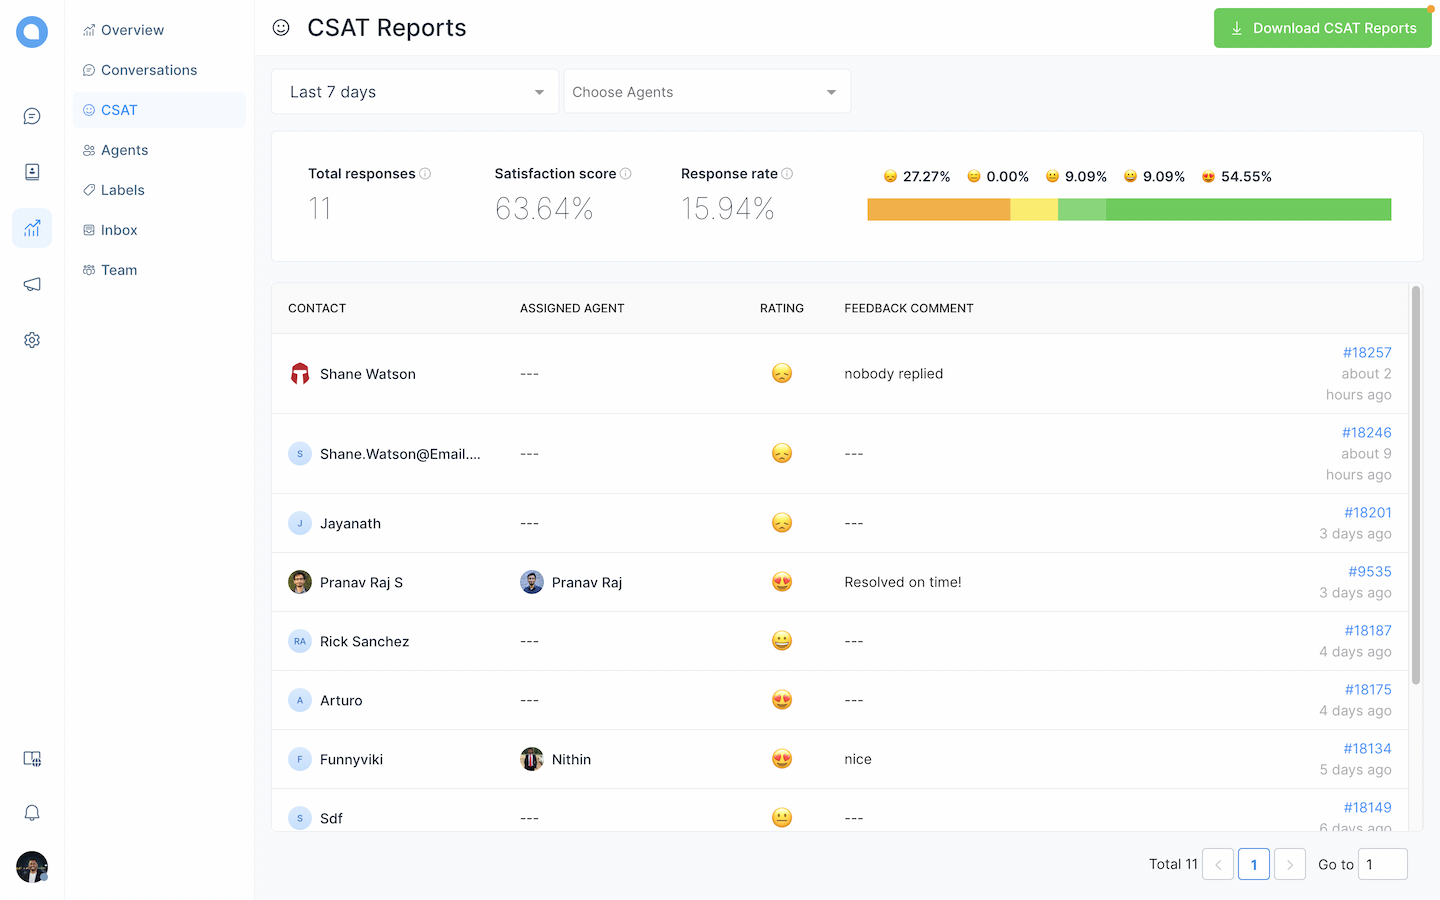 Overview
Conversations
CSAT
Agents
Labels
Inbox
Team
CSAT Reports
Download CSAT Reports
Last 7 days
Choose Agents
Total responses
11
Satisfaction score
63.64%
Response rate
15.94%
27.27% 0.00% 9.09% 9.09% 54.55%
CONTACT ASSIGNED AGENT RATING FEEDBACK COMMENT
Shane Watson --- nobody replied
#18257
about 2
hours ago
S Shane.Watson@Email.... --- ---
#18246
about 9
hours ago
J Jayanath --- ---
#18201
3 days ago
Pranav Raj S Pranav Raj Resolved on time!
#9535
3 days ago
RA Rick Sanchez --- ---
#18187
4 days ago
A Arturo --- ---
#18175
4 days ago
F Funnyviki Nithin nice
#18134
5 days ago
S Sdf --- ---
#18149
6 days ago
Total 11 < 1 > Go to 1